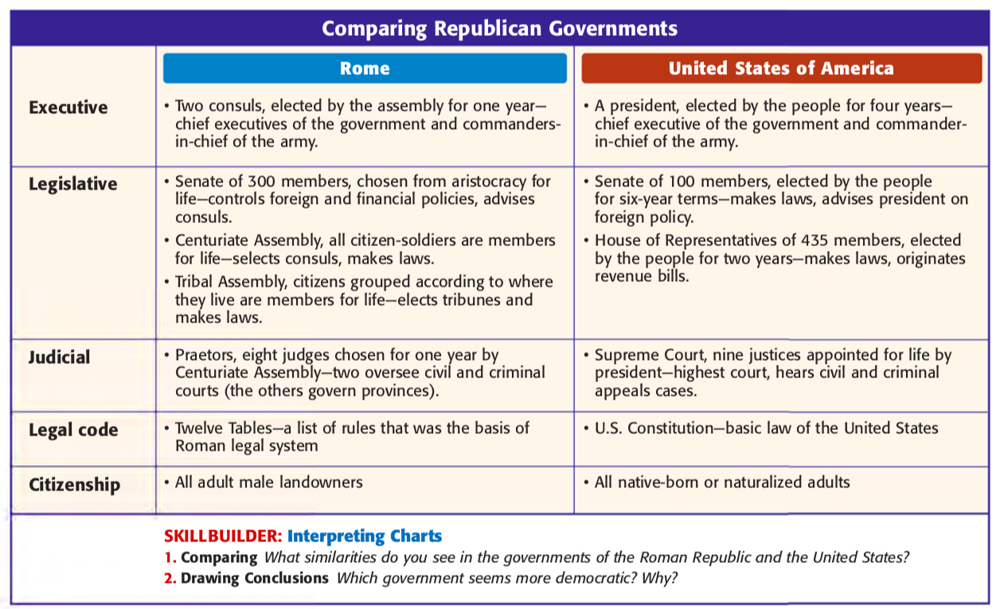 Comparing Republican Governments
Rome
United States of America
Executive
• Two consuls, elected by the assembly for one year—
chief executives of the government and commanders-
in-chief of the army.
• A president, elected by the people for four years—
chief executive of the government and commander-
in-chief of the army.
Legislative
• Senate of 300 members, chosen from aristocracy for
life—controls foreign and financial policies, advises
consuls.
• Centuriate Assembly, all citizen-soldiers are members
for life—selects consuls, makes laws.
• Tribal Assembly, citizens grouped according to where
they live are members for life—elects tribunes and
makes laws.
• Senate of 100 members, elected by the people
for six-year terms—makes laws, advises president on
foreign policy.
• House of Representatives of 435 members, elected
by the people for two years—makes laws, originates
revenue bills.
Judicial
• Praetors, eight judges chosen for one year by
Centuriate Assembly—two oversee civil and criminal
courts (the others govern provinces).
• Supreme Court, nine justices appointed for life by
president—highest court, hears civil and criminal
appeals cases.
Legal code
• Twelve Tables—a list of rules that was the basis of
Roman legal system
• U.S. Constitution—basic law of the United States
Citizenship
• All adult male landowners
• All native-born or naturalized adults
SKILLBUILDER: Interpreting Charts
1. Comparing What similarities do you see in the governments of the Roman Republic and the United States?
2. Drawing Conclusions Which government seems more democratic? Why?